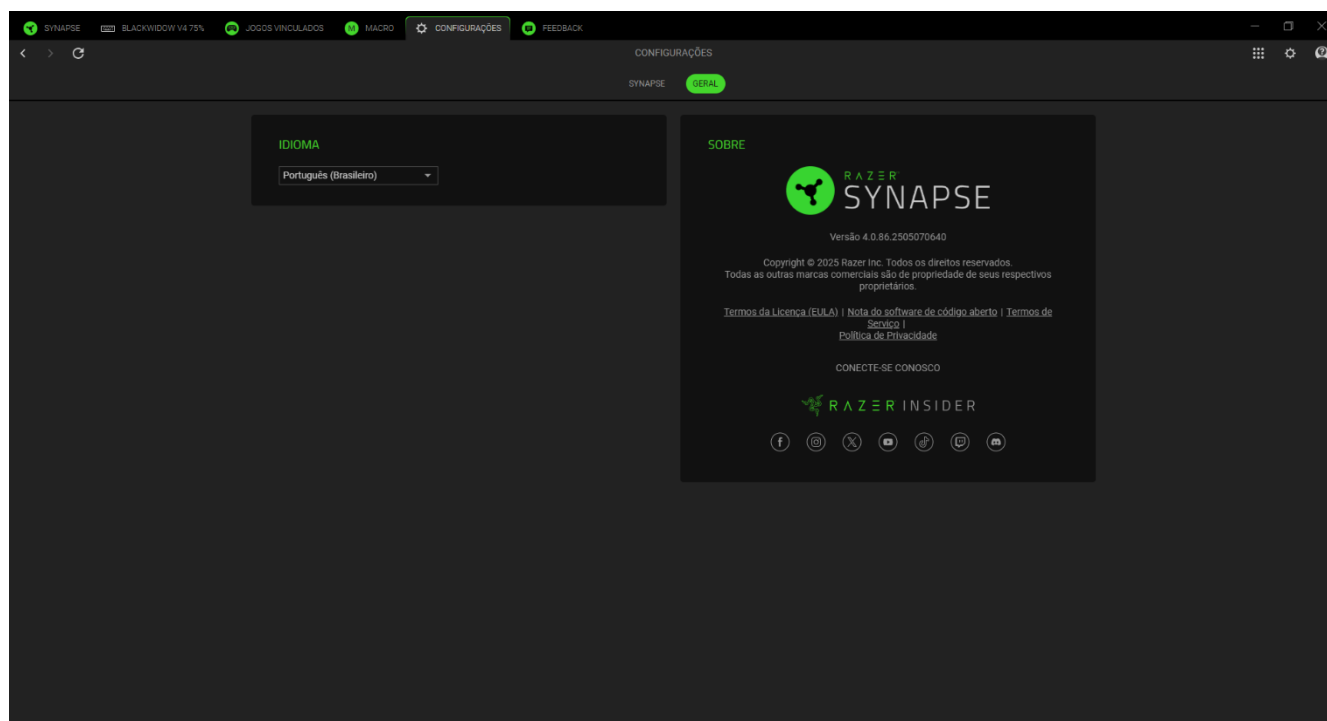 SYNAPSE BLACKWIDOW V4 75% JOGOS VINCULADOS M MACRO CONFIGURAÇÕES FEEDBACK
CONFIGURAÇÕES
SYNAPSE GERAL
IDIOMA
Português (Brasileiro)
SOBRE
RAZER
SYNAPSE
Versão 4.0.86.2505070640
Copyright © 2025 Razer Inc. Todos os direitos reservados.
Todas as outras marcas comerciais são de propriedade de seus respectivos
proprietários.
Termos da Licença (EULA) | Nota do software de código aberto | Termos de
Serviço |
Política de Privacidade
CONECTE-SE CONOSCO
RAZER INSIDER